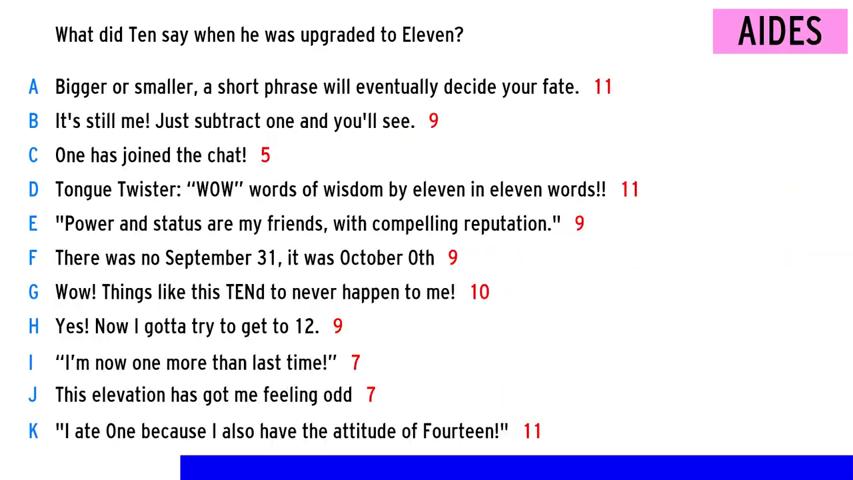 What did Ten say when he was upgraded to Eleven?
AIDES
A Bigger or smaller, a short phrase will eventually decide your fate. 11
B It's still me! Just subtract one and you'll see. 9
C One has joined the chat! 5
D Tongue Twister: “WOW” words of wisdom by eleven in eleven words!! 11
E "Power and status are my friends, with compelling reputation." 9
F There was no September 31, it was October 0th 9
G Wow! Things like this TENd to never happen to me! 10
H Yes! Now I gotta try to get to 12. 9
I “I’m now one more than last time!” 7
J This elevation has got me feeling odd 7
K "I ate One because I also have the attitude of Fourteen!" 11